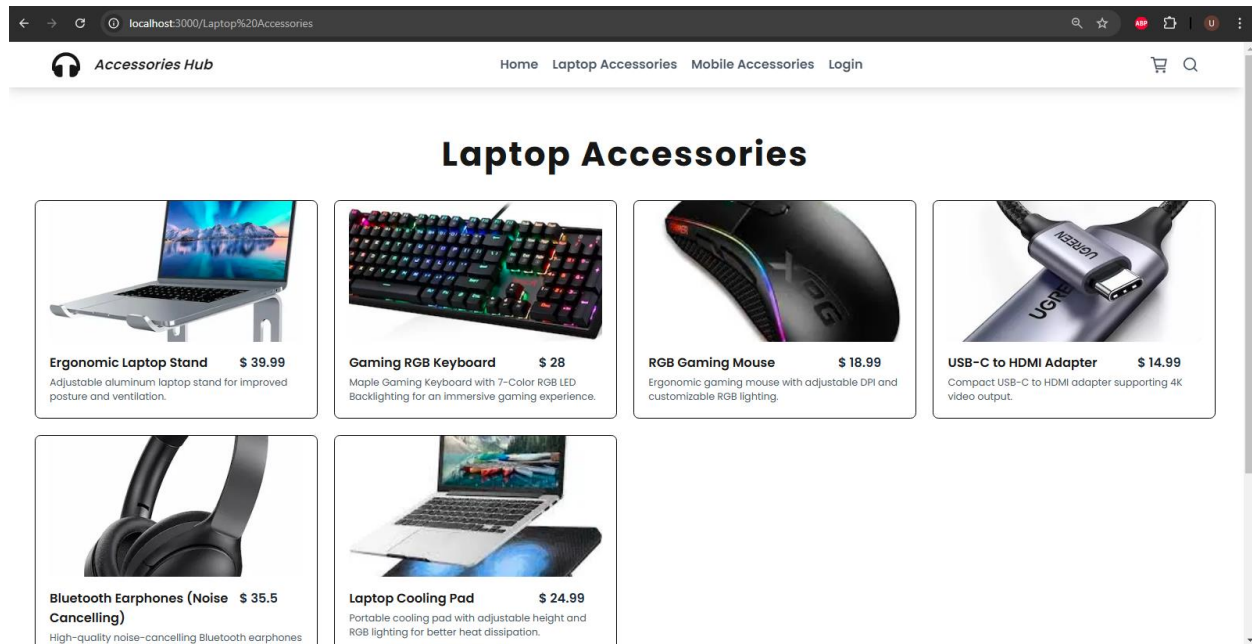 localhost:3000/Laptop%20Accessories
ABP
U
Accessories Hub
Home Laptop Accessories Mobile Accessories Login
Laptop Accessories
XPG
UGREEN
UGRE
Ergonomic Laptop Stand $ 39.99
Adjustable aluminum laptop stand for improved
posture and ventilation.
Gaming RGB Keyboard $ 28
Maple Gaming Keyboard with 7-Color RGB LED
Backlighting for an immersive gaming experience.
RGB Gaming Mouse $ 18.99
Ergonomic gaming mouse with adjustable DPI and
customizable RGB lighting.
USB-C to HDMI Adapter $ 14.99
Compact USB-C to HDMI adapter supporting 4K
video output.
Bluetooth Earphones (Noise $ 35.5
Cancelling)
High-quality noise-cancelling Bluetooth earphones
Laptop Cooling Pad $ 24.99
Portable cooling pad with adjustable height and
RGB lighting for better heat dissipation.